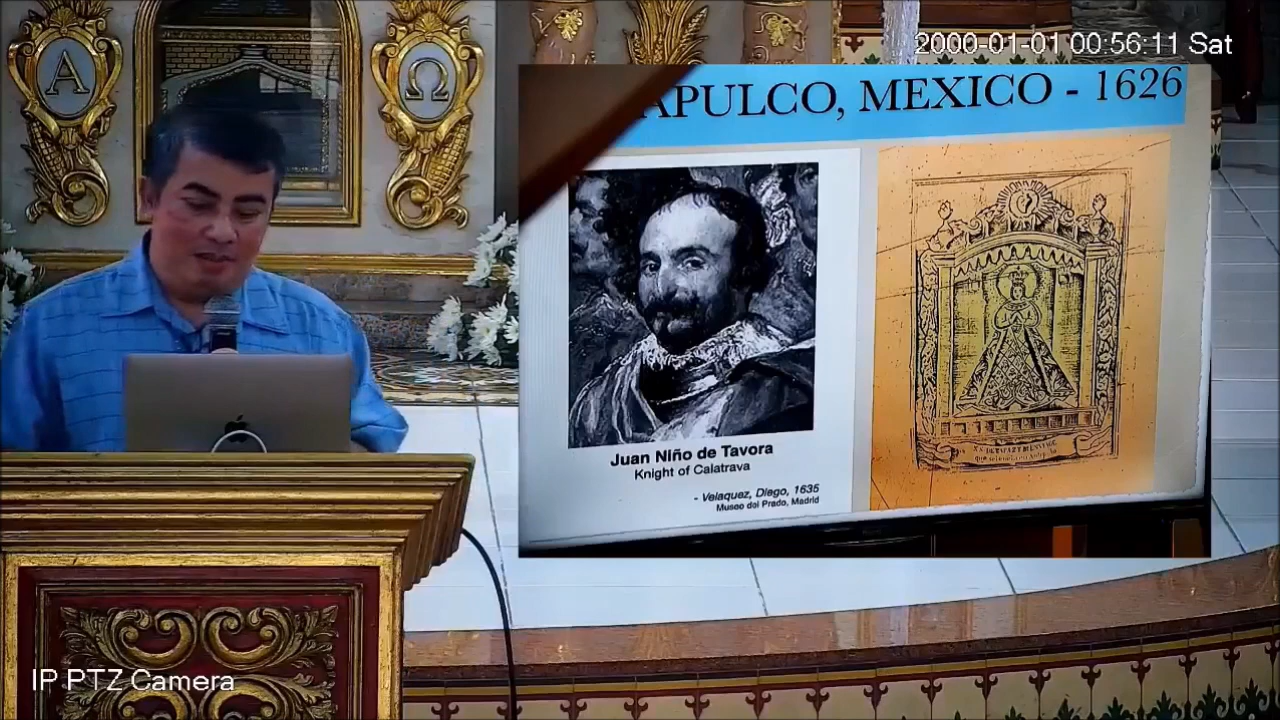 Α
Ω
2000-01-01 00:56:11 Sat
APULCO, MEXICO - 1626
Juan Niño de Tavora
Knight of Calatrava
- Velaquez, Diego, 1635
Museo del Prado, Madrid
IP PTZ Camera